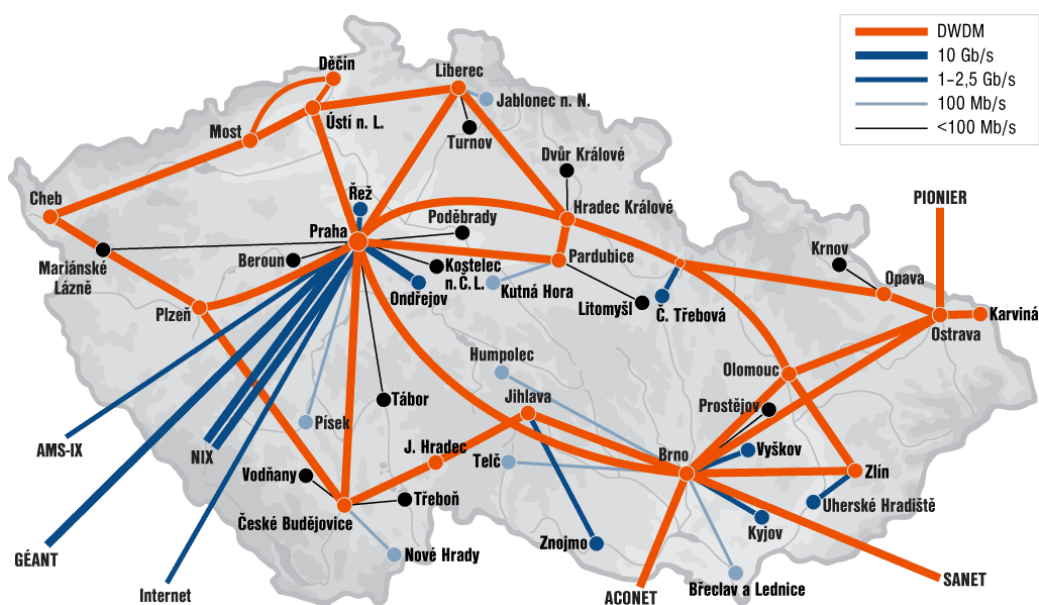 DWDM
10 Gb/s
1–2,5 Gb/s
100 Mb/s
<100 Mb/s
Děčín
Liberec
Jablonec n. N.
Ústí n. L.
Most
Turnov
Dvůr Králové
Cheb
Řež
Hradec Králové
PIONIER
Praha
Poděbrady
Krnov
Mariánské
Lázně
Beroun
Kostelec
n. Č. L.
Pardubice
Opava
Ondřejov
Kutná Hora
Litomyšl
Č. Třebová
Karviná
Plzeň
Ostrava
Humpolec
Olomouc
Jihlava
Tábor
Prostějov
Písek
AMS-IX
NIX
J. Hradec
Telč
Brno
Vyškov
Zlín
Vodňany
Třeboň
Uherské Hradiště
České Budějovice
Kyjov
GÉANT
Nové Hrady
Znojmo
SANET
Internet
ACONET
Břeclav a Lednice